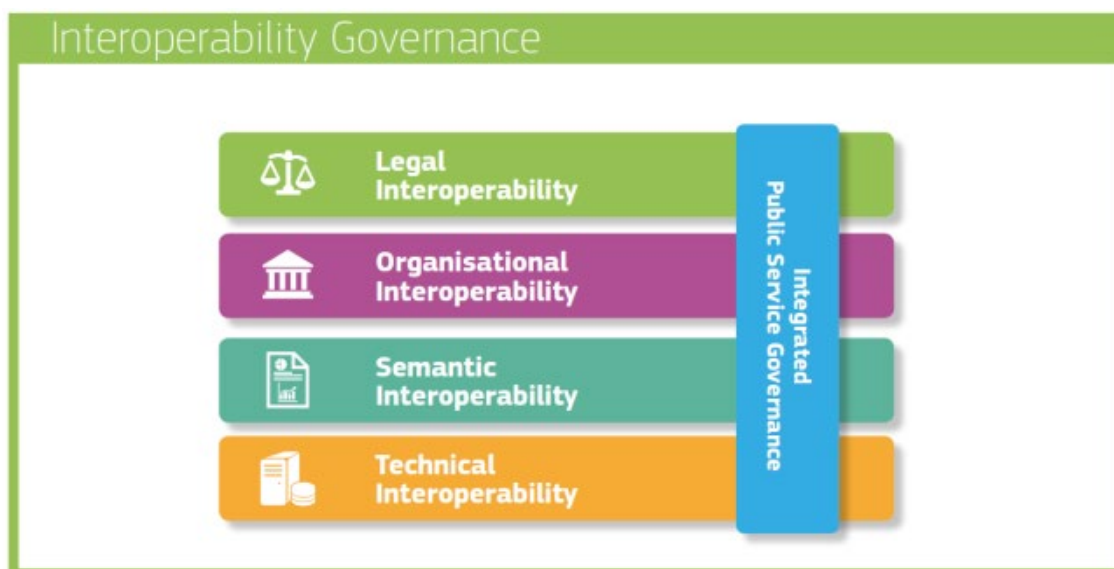 Interoperability Governance
Legal
Interoperability
Organisational
Interoperability
Semantic
Interoperability
Technical
Interoperability
Integrated
Public Service Governance